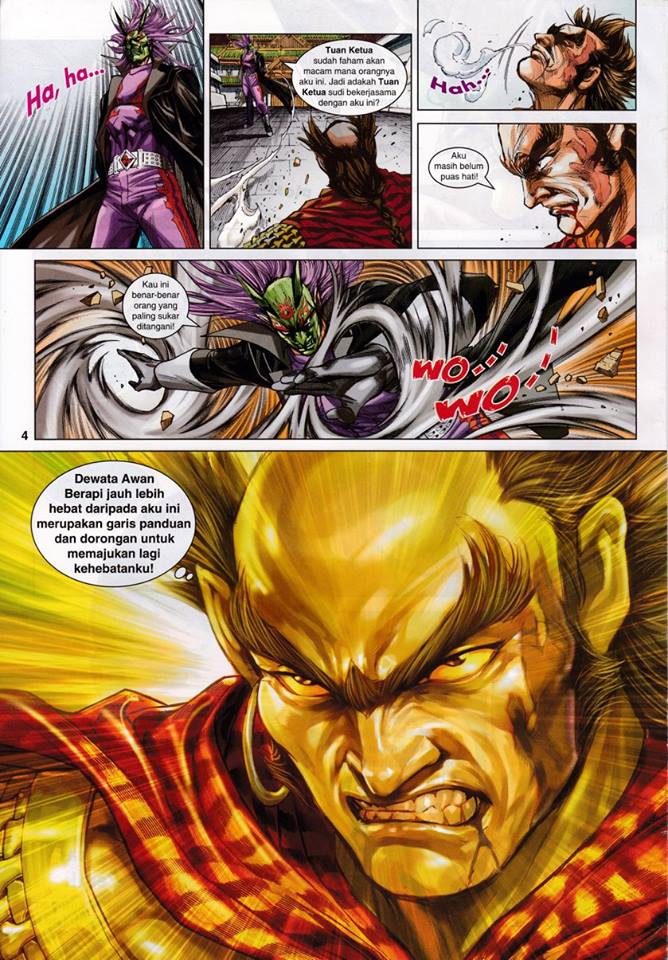 Ha, ha...
Tuan Ketua
sudah faham akan
macam mana orangnya
aku ini. Jadi adakah Tuan
Ketua sudi bekerjasama
dengan aku ini?
Hah...
Aku
masih belum
puas hati!
Kau ini
benar-benar
orang yang
paling sukar
ditangani!
WO...
WO...
4
Dewata Awan
Berapi jauh lebih
hebat daripada aku ini
merupakan garis panduan
dan dorongan untuk
memajukan lagi
kehebatanku!